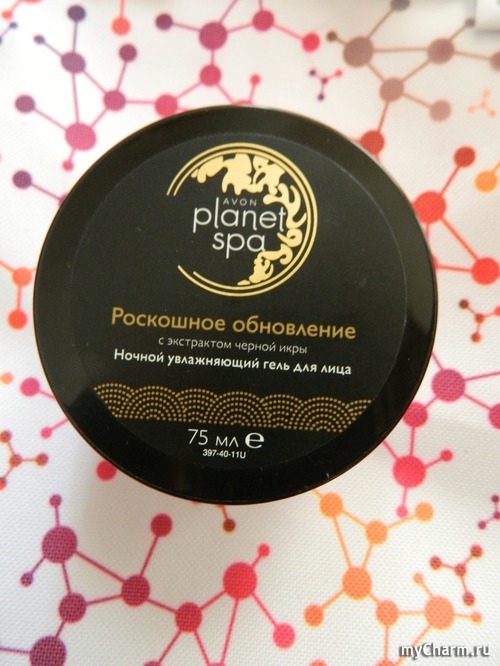 AVON
planet
spa
Роскошное обновление
с экстрактом черной икры
Ночной увлажняющий гель для лица
75 мл ℮
397-40-11U
myCharm.ru